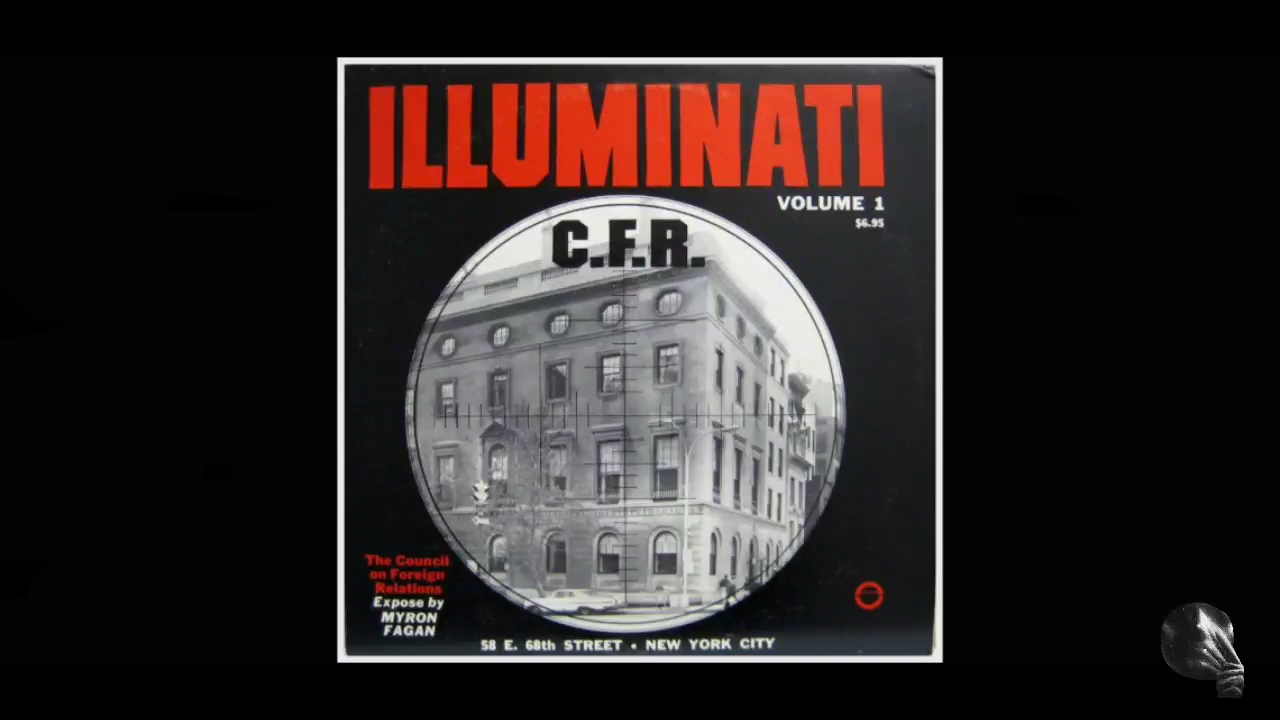 ILLUMINATI
VOLUME 1
$6.95
C.F.R.
The Council
on Foreign
Relations
Expose by
MYRON
FAGAN
58 E. 68th STREET • NEW YORK CITY